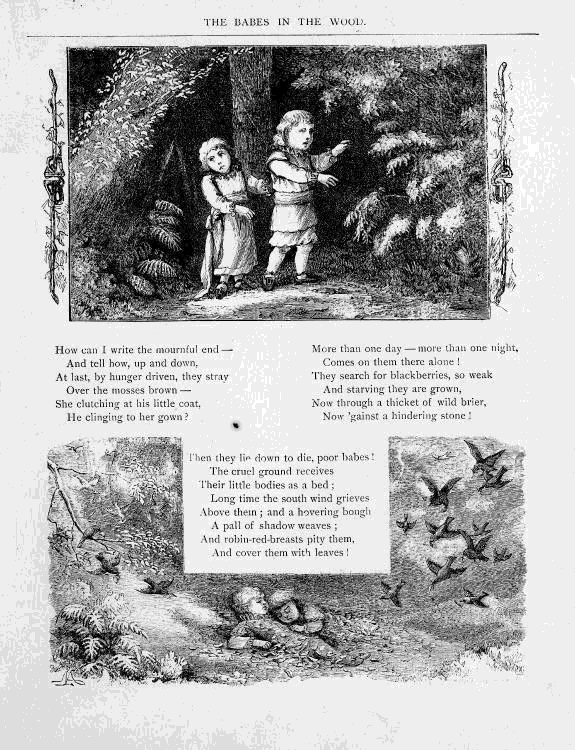 THE BABES IN THE WOOD.
How can I write the mournful end —
And tell how, up and down,
At last, by hunger driven, they stray
Over the mosses brown —
She clutching at his little coat,
He clinging to her gown?
More than one day — more than one night,
Comes on them there alone!
They search for blackberries, so weak
And starving they are grown,
Now through a thicket of wild brier,
Now 'gainst a hindering stone!
Then they lie down to die, poor babes!
The cruel ground receives
Their little bodies as a bed;
Long time the south wind grieves
Above them; and a hovering bough
A pall of shadow weaves;
And robin-red-breasts pity them,
And cover them with leaves!